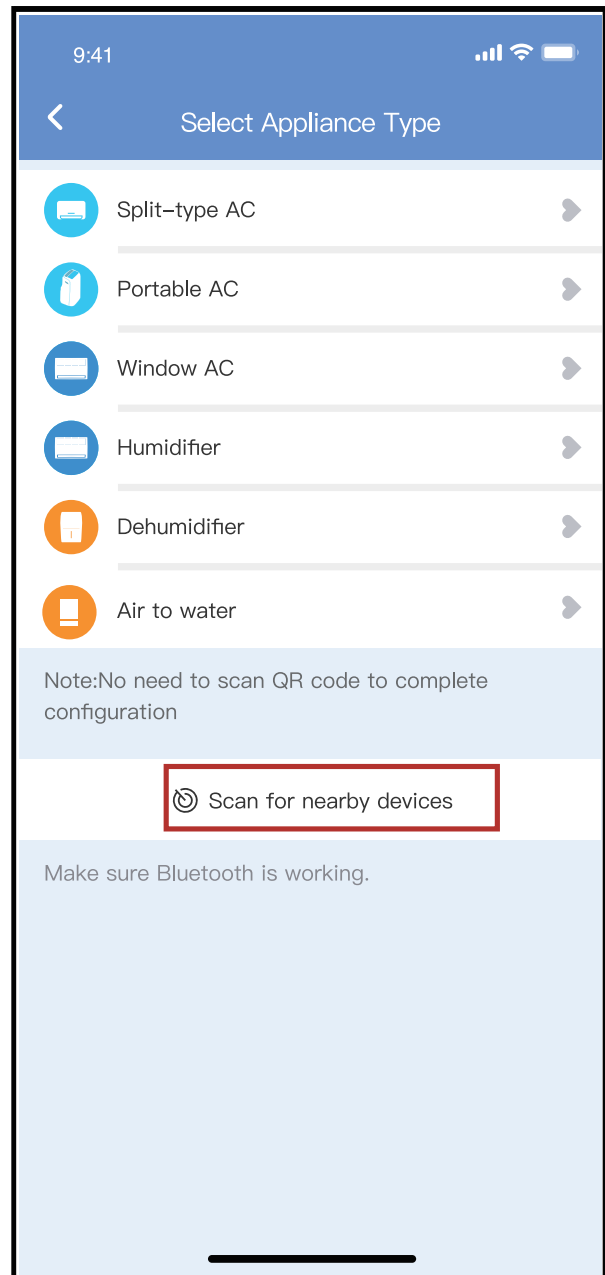 9:41
Select Appliance Type
Split-type AC
Portable AC
Window AC
Humidifier
Dehumidifier
Air to water
Note:No need to scan QR code to complete
configuration
Scan for nearby devices
Make sure Bluetooth is working.